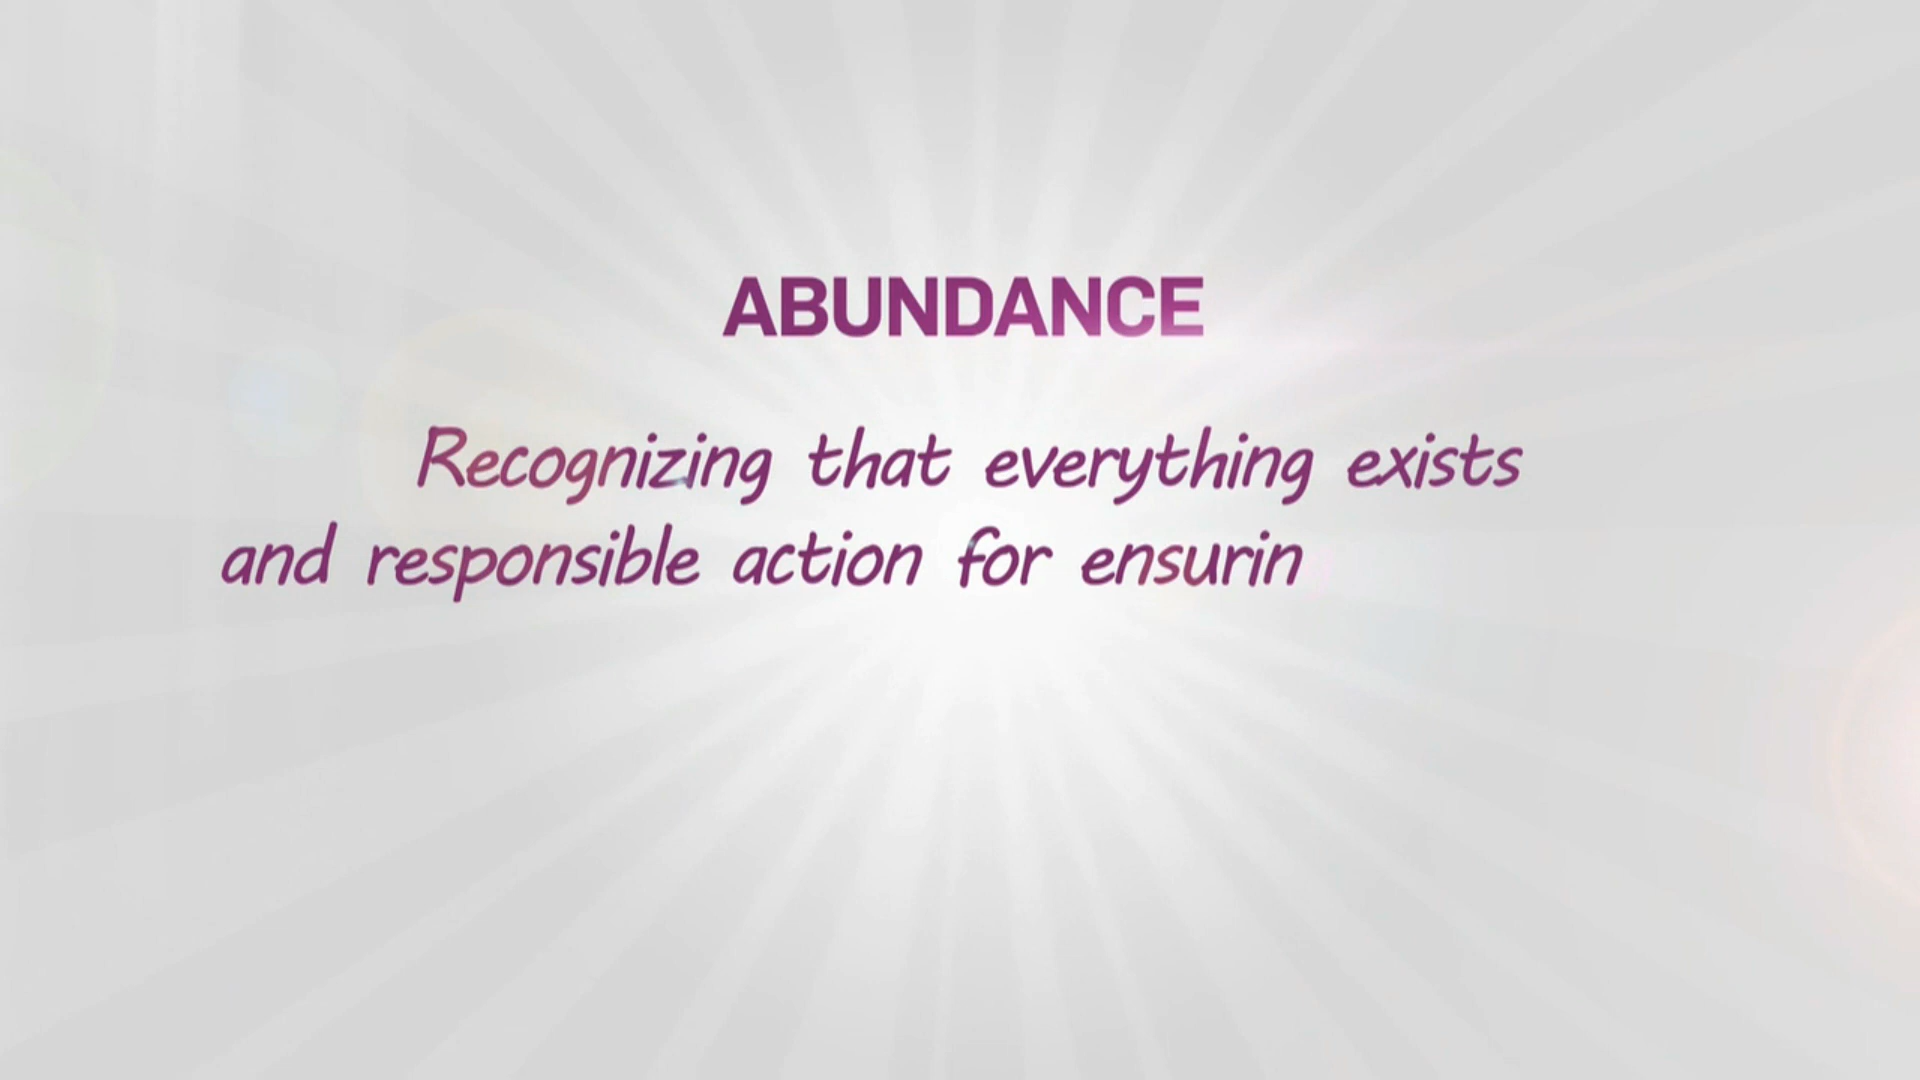 ABUNDANCE
Recognizing that everything exists
and responsible action for ensurin